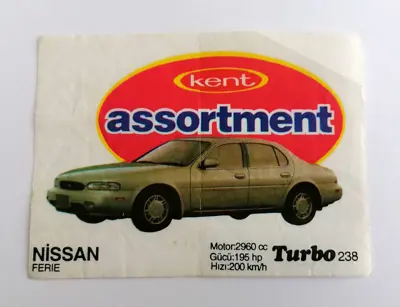 kent
assortment
NİSSAN
FERIE
Motor:2960 cc
Gücü:195 hp
Hızı:200 km/h
Turbo 238